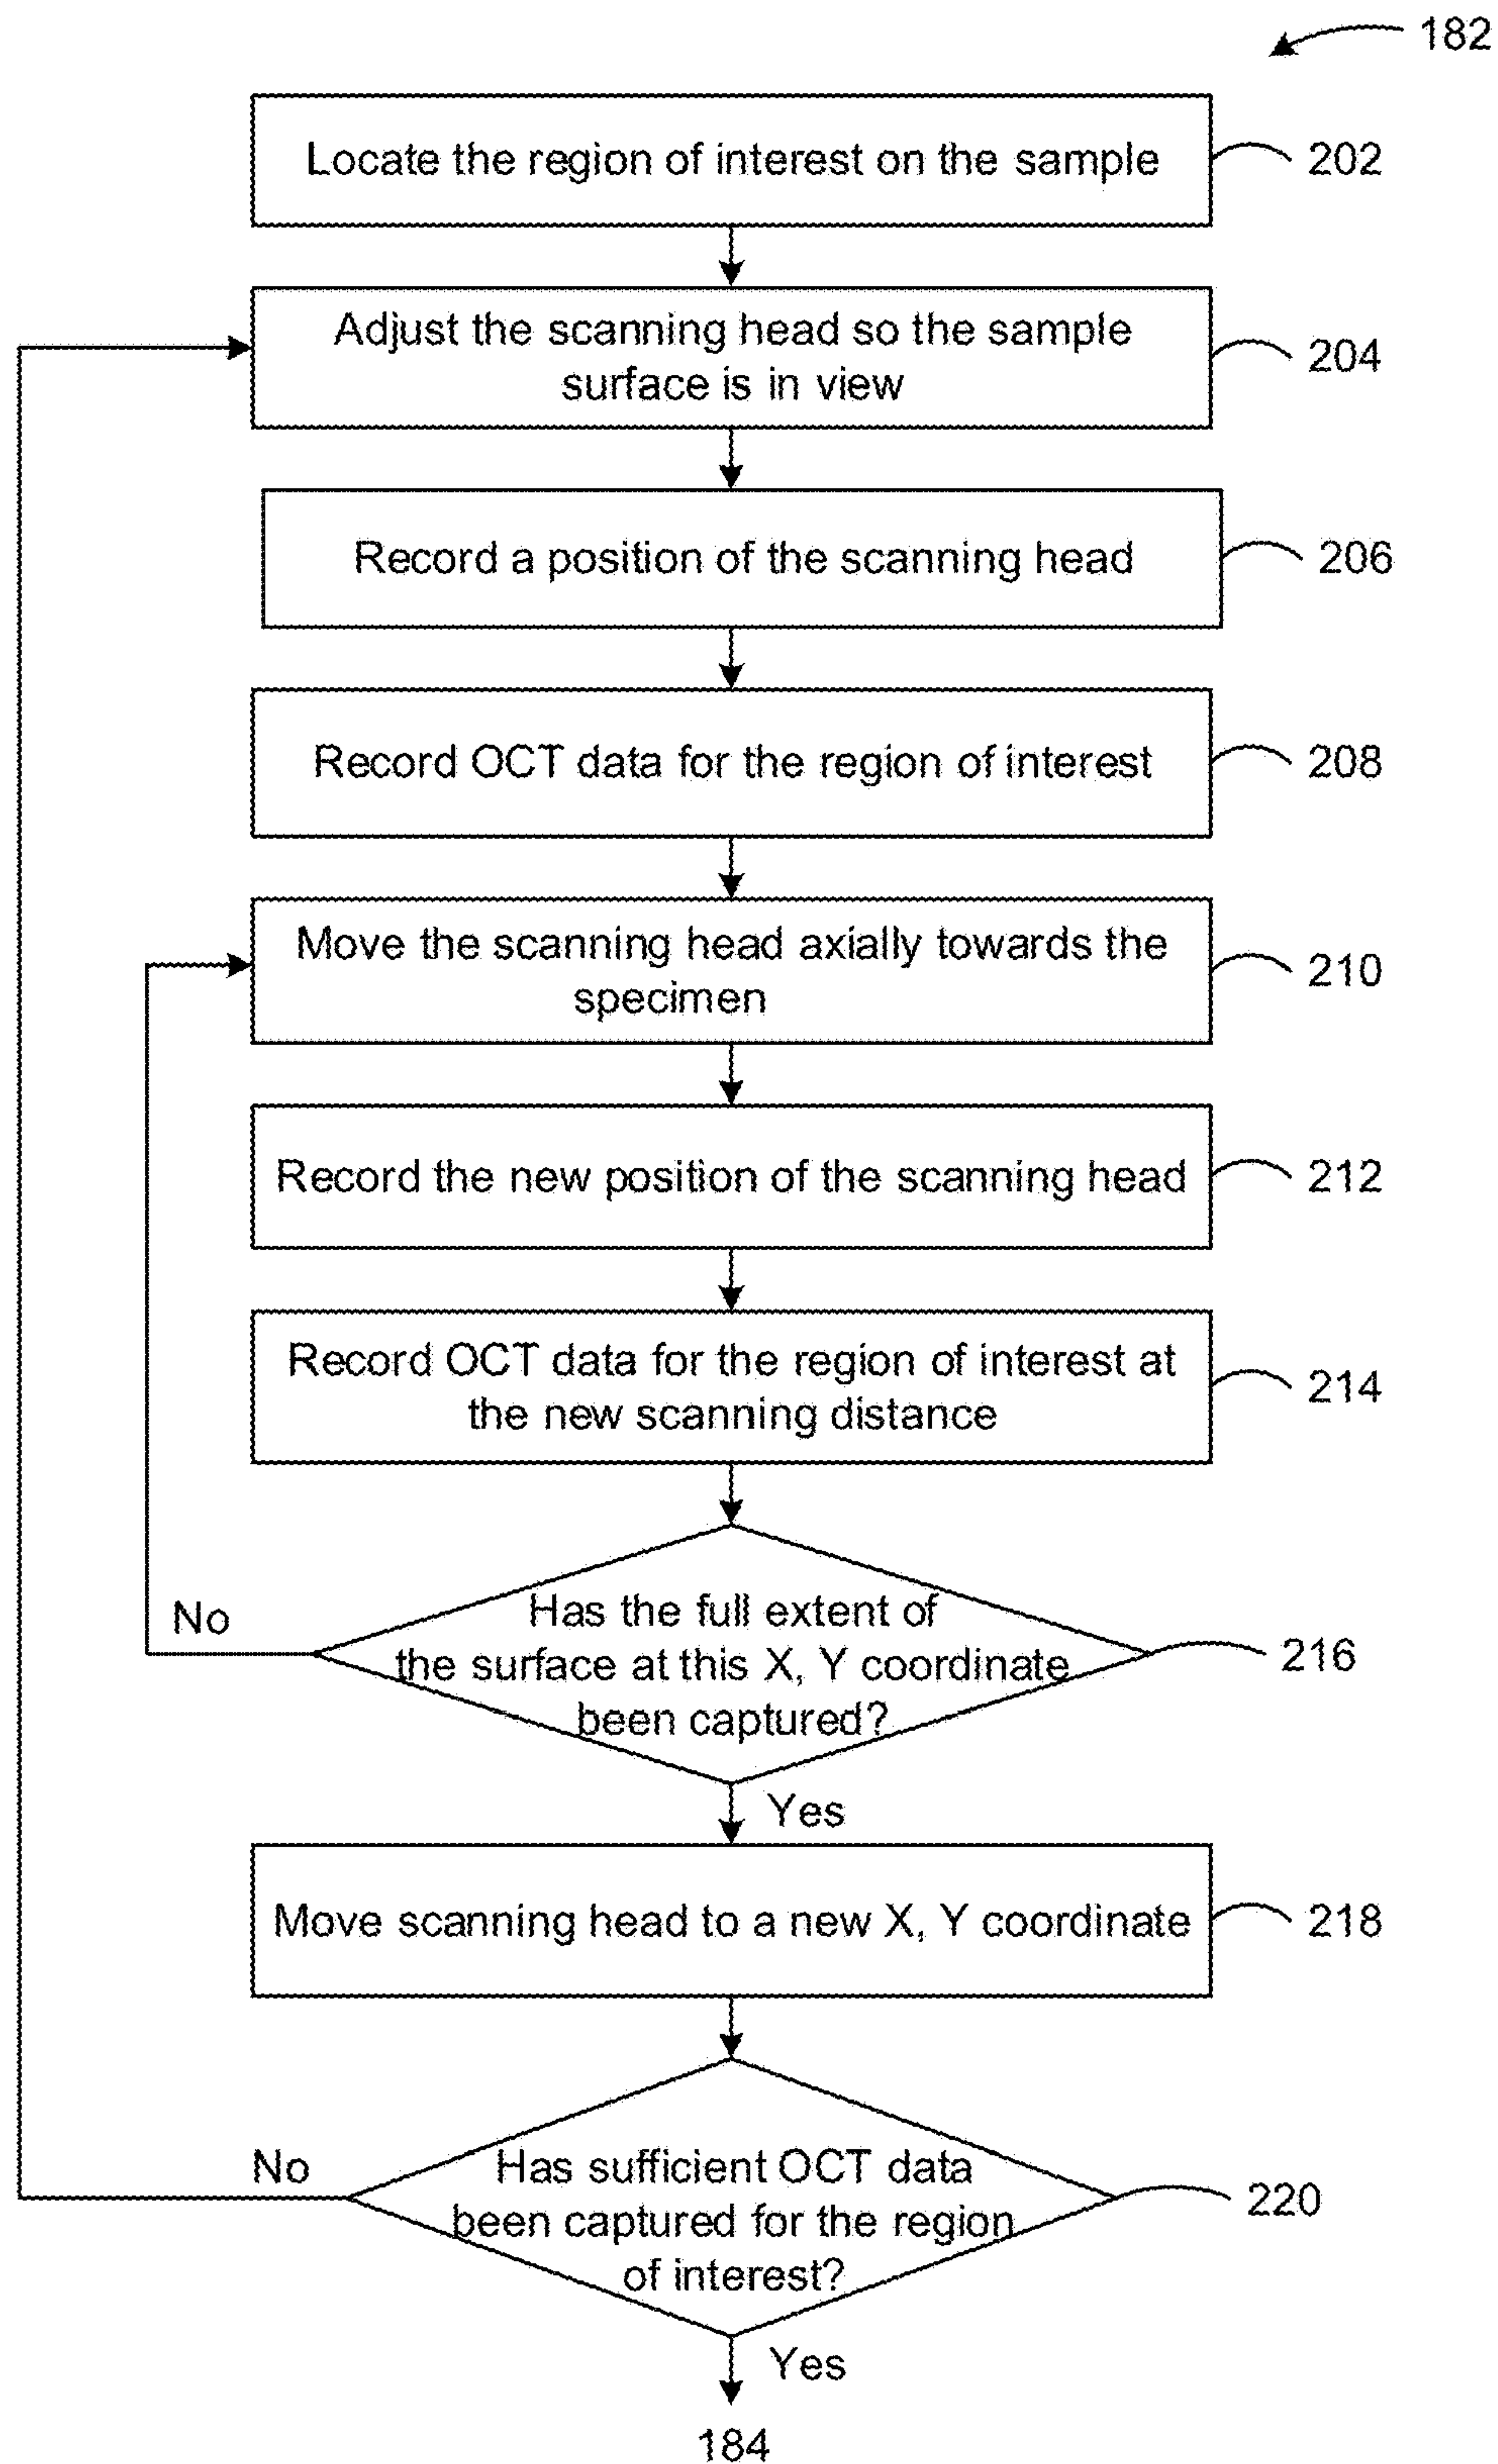 182
Locate the region of interest on the sample
202
Adjust the scanning head so the sample
surface is in view
204
Record a position of the scanning head
206
Record OCT data for the region of interest
208
Move the scanning head axially towards the
specimen
210
Record the new position of the scanning head
212
Record OCT data for the region of interest at
the new scanning distance
214
No
Has the full extent of
the surface at this X, Y coordinate
been captured?
216
Yes
Move scanning head to a new X, Y coordinate
218
No
Has sufficient OCT data
been captured for the region
of interest?
220
Yes
184